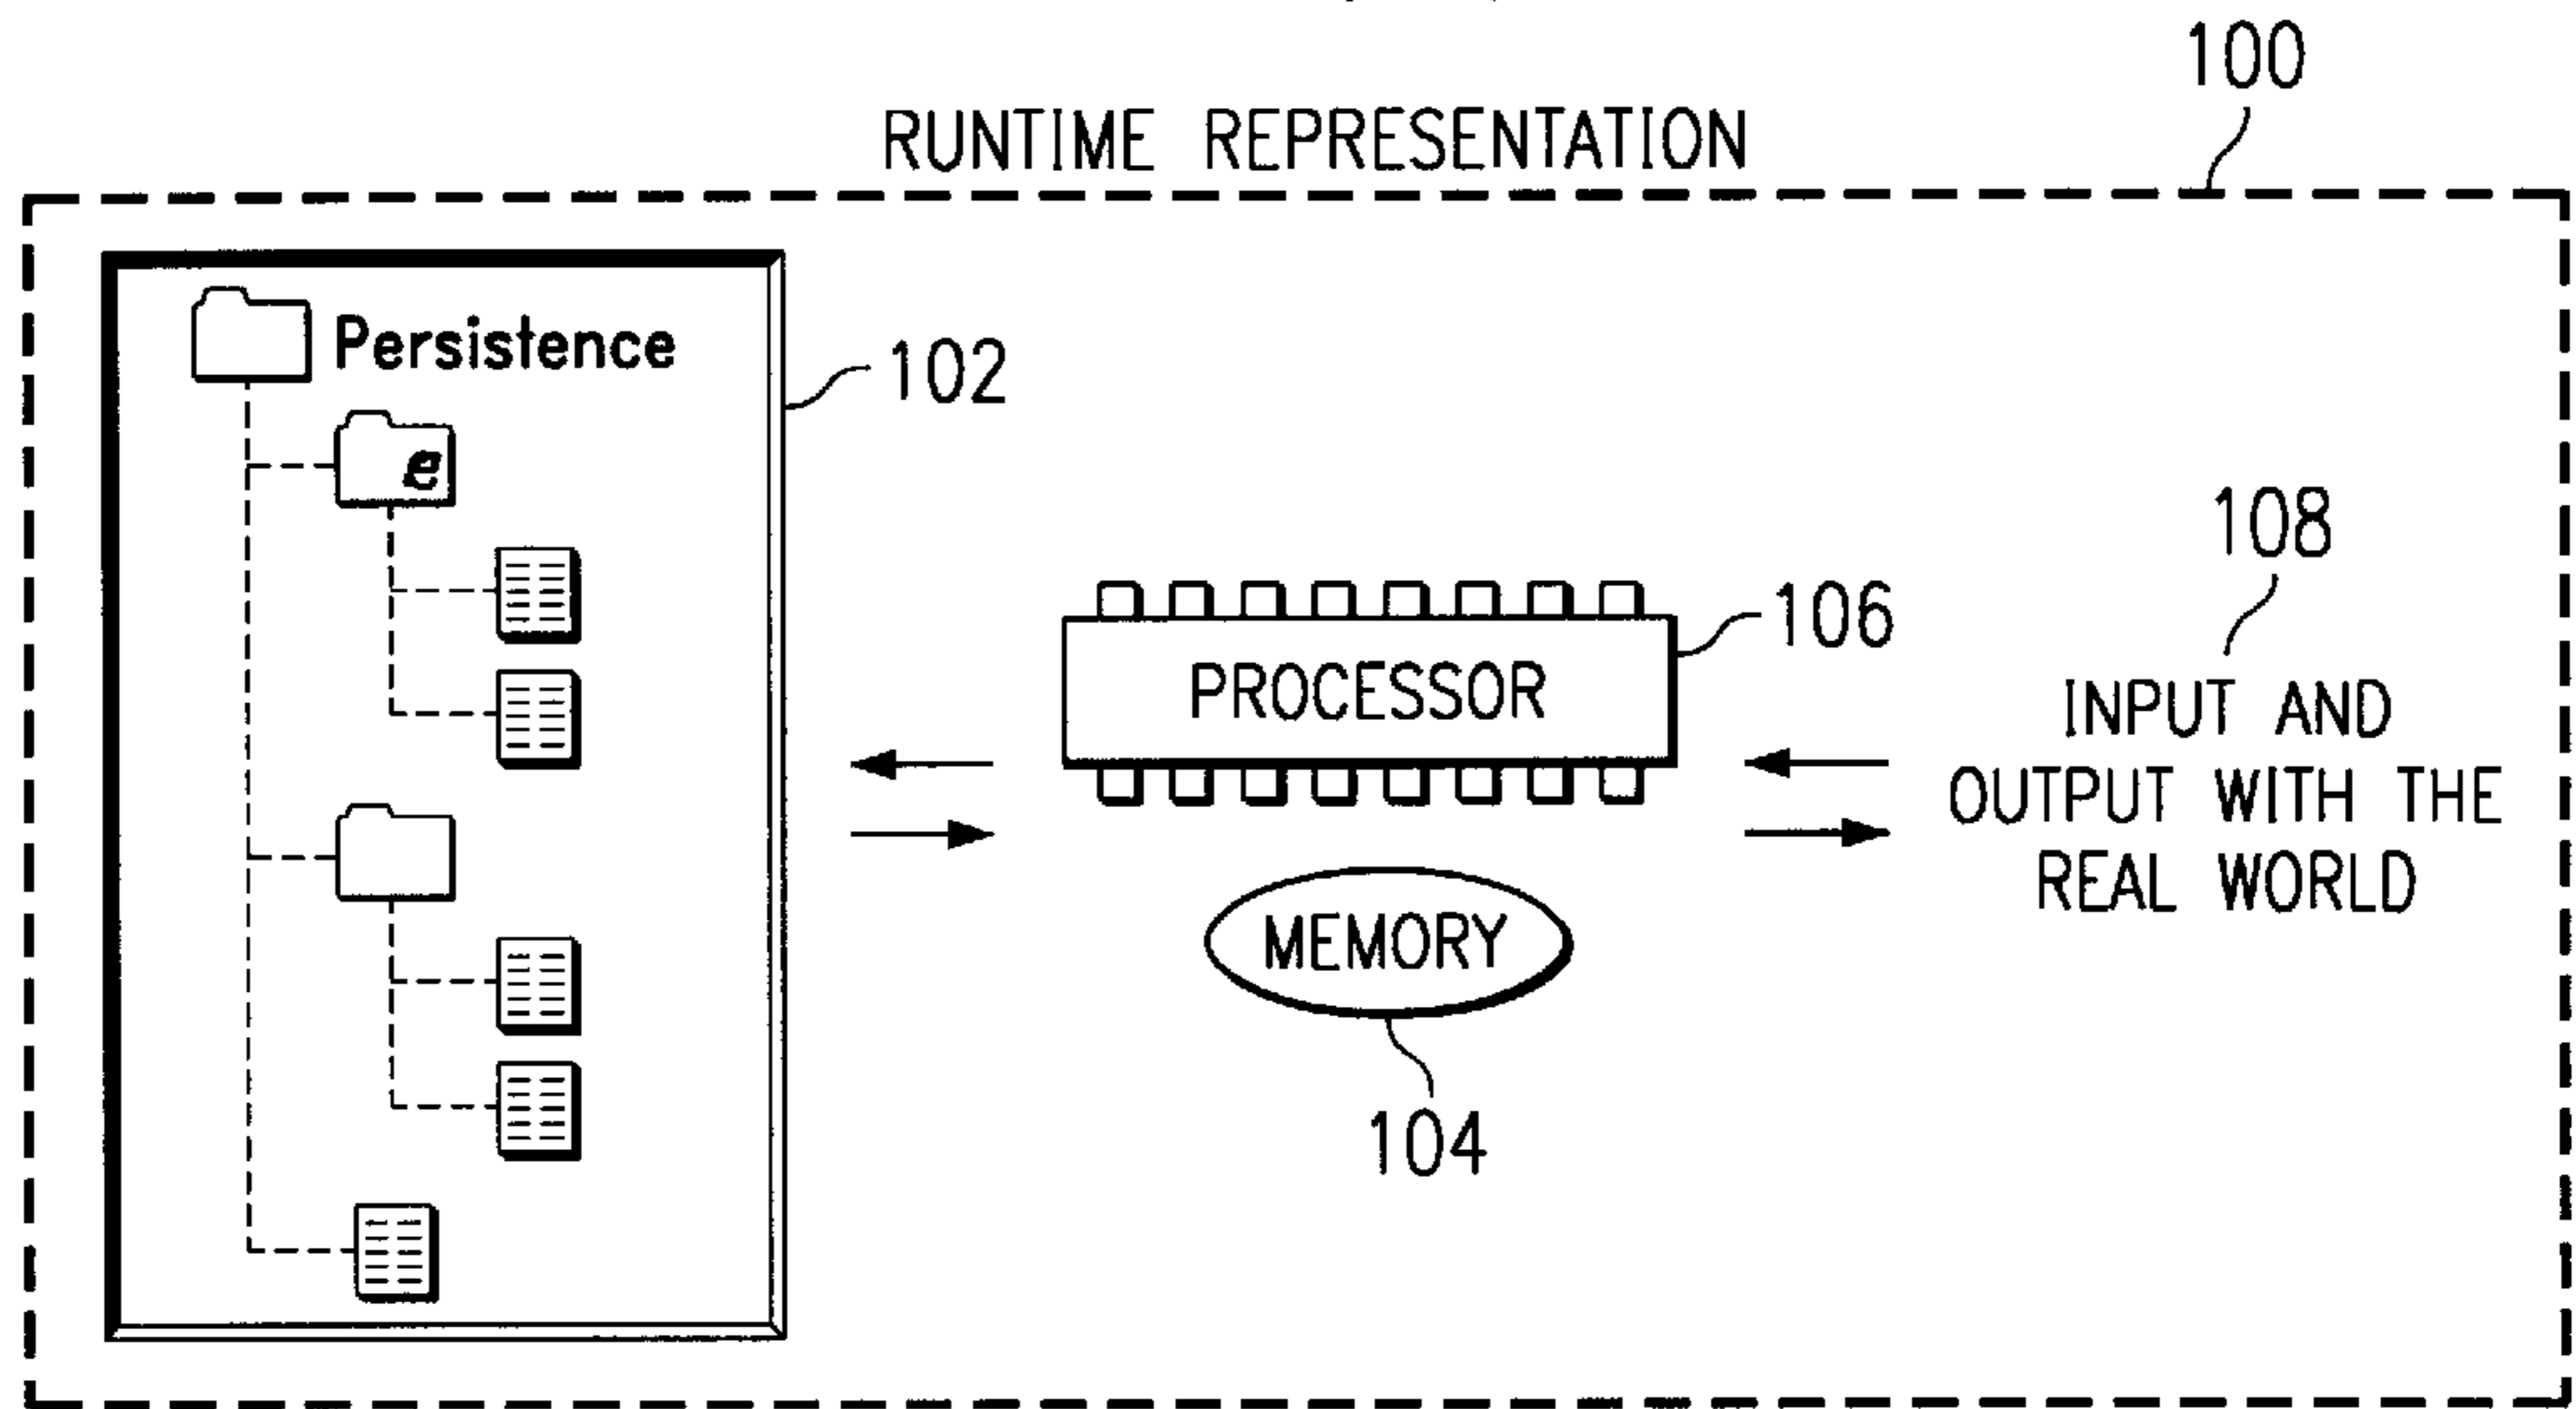 100
RUNTIME REPRESENTATION
Persistence
102
e
108
106
PROCESSOR
INPUT AND
OUTPUT WITH THE
REAL WORLD
MEMORY
104